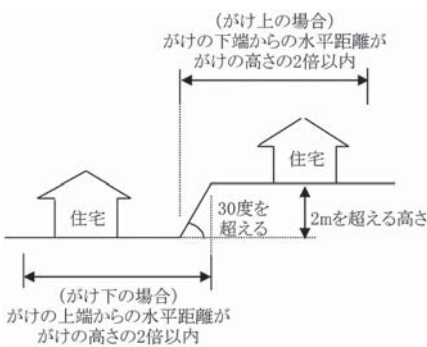 (がけ上の場合)
がけの下端からの水平距離が
がけの高さの2倍以内
住宅
住宅
30度を
超える
2mを超える高さ
(がけ下の場合)
がけの上端からの水平距離が
がけの高さの2倍以内